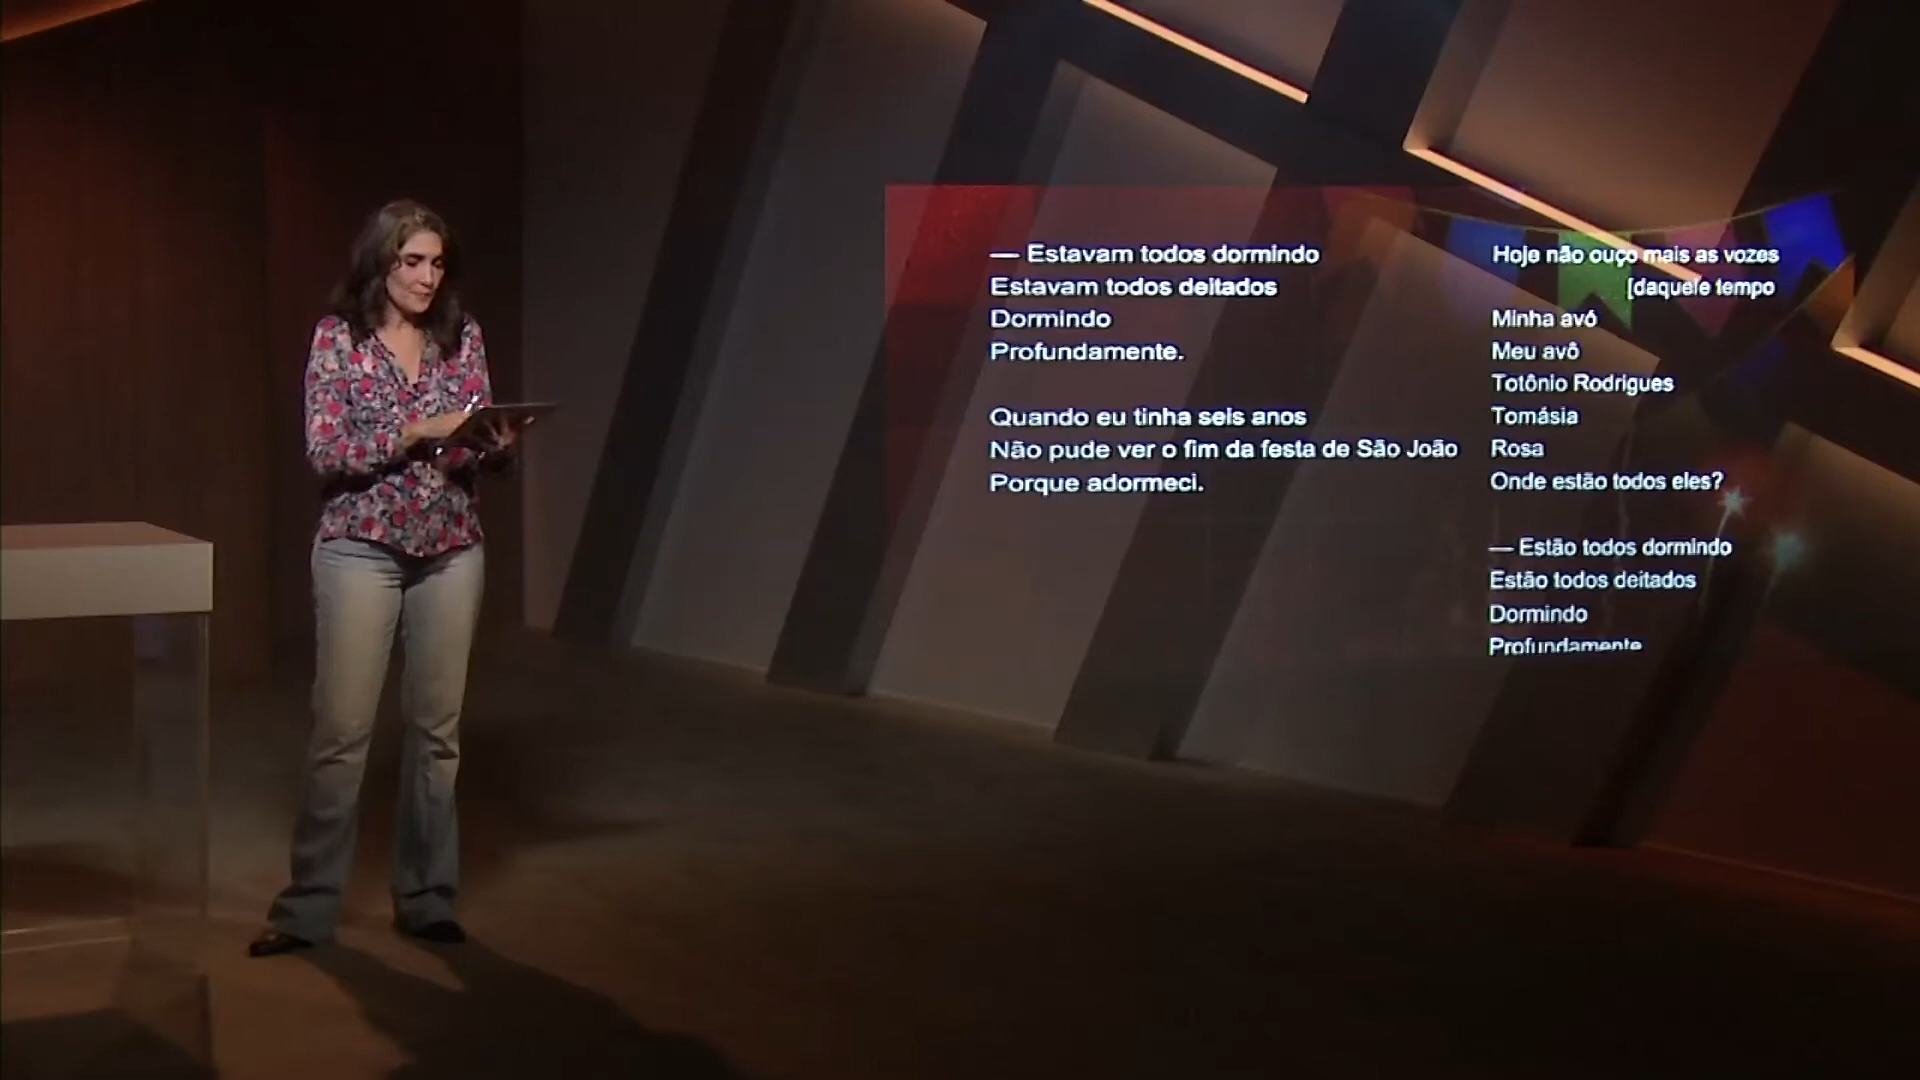 — Estavam todos dormindo
Estavam todos deitados
Dormindo
Profundamente.
Quando eu tinha seis anos
Não pude ver o fim da festa de São João
Porque adormeci.
Hoje não ouço mais as vozes
[daquele tempo
Minha avó
Meu avô
Totônio Rodrigues
Tomásia
Rosa
Onde estão todos eles?
— Estão todos dormindo
Estão todos deitados
Dormindo
Profundamente